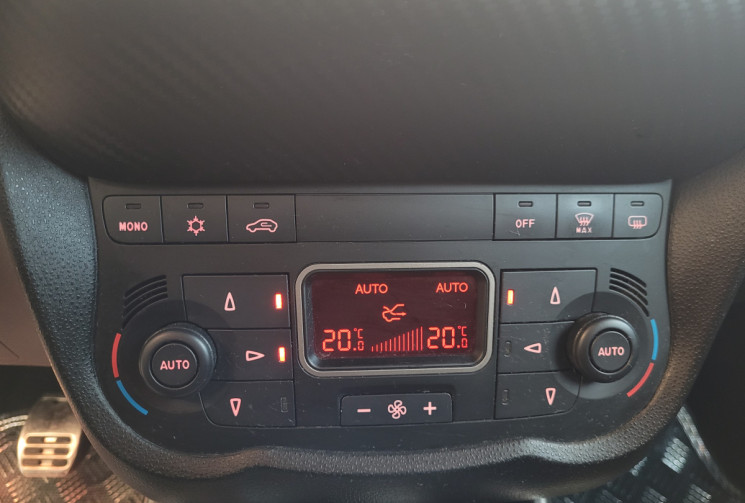 MONO
OFF
MAX
AUTO AUTO
20.0°C 20.0°C
AUTO
AUTO
- +